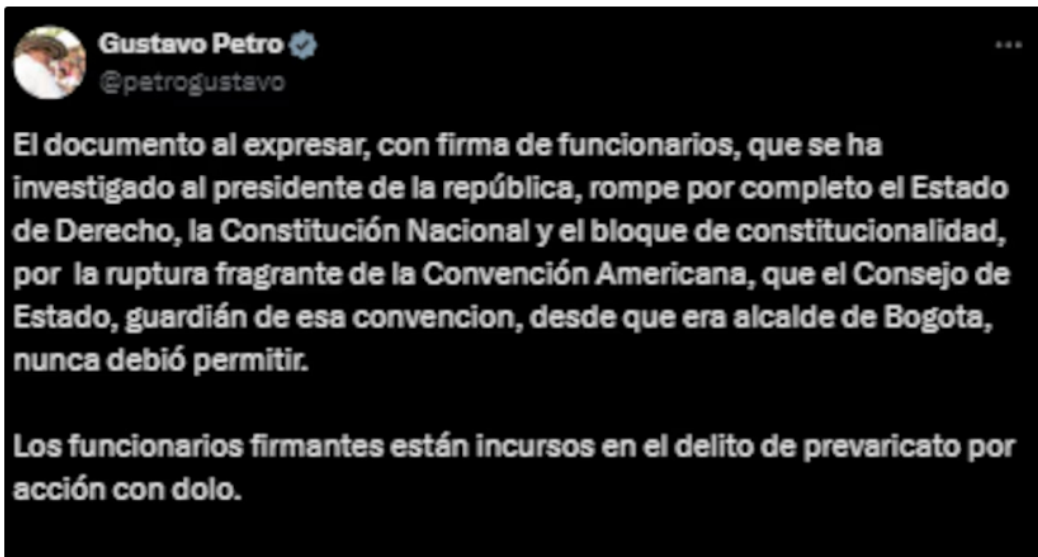 Gustavo Petro
@petrogustavo
El documento al expresar, con firma de funcionarios, que se ha
investigado al presidente de la república, rompe por completo el Estado
de Derecho, la Constitución Nacional y el bloque de constitucionalidad,
por  la ruptura fragrante de la Convención Americana, que el Consejo de
Estado, guardián de esa convencion, desde que era alcalde de Bogota,
nunca debió permitir.
Los funcionarios firmantes están incursos en el delito de prevaricato por
acción con dolo.